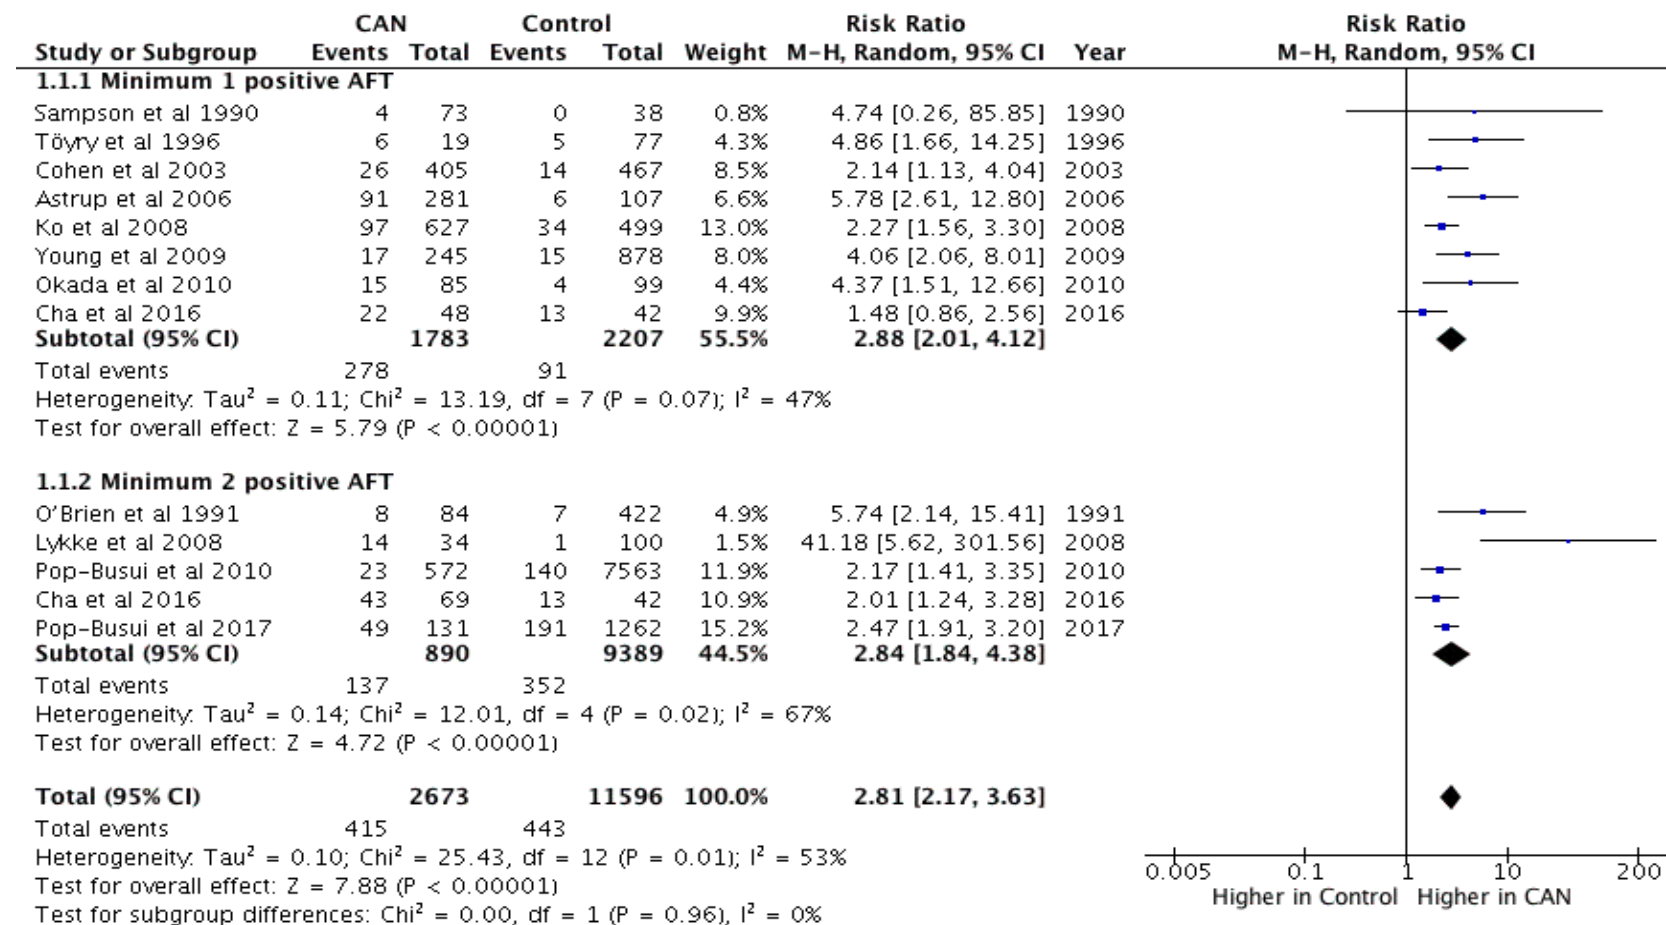 CAN Control Risk Ratio Risk Ratio
Study or Subgroup Events Total Events Total Weight M-H, Random, 95% CI Year M-H, Random, 95% CI
1.1.1 Minimum 1 positive AFT
Sampson et al 1990 4 73 0 38 0.8% 4.74 [0.26, 85.85] 1990
Töyry et al 1996 6 19 5 77 4.3% 4.86 [1.66, 14.25] 1996
Cohen et al 2003 26 405 14 467 8.5% 2.14 [1.13, 4.04] 2003
Astrup et al 2006 91 281 6 107 6.6% 5.78 [2.61, 12.80] 2006
Ko et al 2008 97 627 34 499 13.0% 2.27 [1.56, 3.30] 2008
Young et al 2009 17 245 15 878 8.0% 4.06 [2.06, 8.01] 2009
Okada et al 2010 15 85 4 99 4.4% 4.37 [1.51, 12.66] 2010
Cha et al 2016 22 48 13 42 9.9% 1.48 [0.86, 2.56] 2016
Subtotal (95% CI) 1783 2207 55.5% 2.88 [2.01, 4.12]
Total events 278 91
Heterogeneity: Tau² = 0.11; Chi² = 13.19, df = 7 (P = 0.07); I² = 47%
Test for overall effect: Z = 5.79 (P < 0.00001)
1.1.2 Minimum 2 positive AFT
O'Brien et al 1991 8 84 7 422 4.9% 5.74 [2.14, 15.41] 1991
Lykke et al 2008 14 34 1 100 1.5% 41.18 [5.62, 301.56] 2008
Pop-Busui et al 2010 23 572 140 7563 11.9% 2.17 [1.41, 3.35] 2010
Cha et al 2016 43 69 13 42 10.9% 2.01 [1.24, 3.28] 2016
Pop-Busui et al 2017 49 131 191 1262 15.2% 2.47 [1.91, 3.20] 2017
Subtotal (95% CI) 890 9389 44.5% 2.84 [1.84, 4.38]
Total events 137 352
Heterogeneity: Tau² = 0.14; Chi² = 12.01, df = 4 (P = 0.02); I² = 67%
Test for overall effect: Z = 4.72 (P < 0.00001)
Total (95% CI) 2673 11596 100.0% 2.81 [2.17, 3.63]
Total events 415 443
Heterogeneity: Tau² = 0.10; Chi² = 25.43, df = 12 (P = 0.01); I² = 53%
Test for overall effect: Z = 7.88 (P < 0.00001)
Test for subgroup differences: Chi² = 0.00, df = 1 (P = 0.96), I² = 0%
0.005 0.1 1 10 200
Higher in Control Higher in CAN